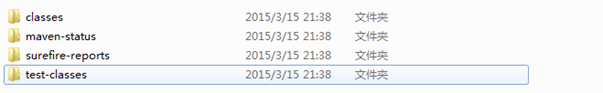 classes 2015/3/15 21:38 文件夹
maven-status 2015/3/15 21:38 文件夹
surefire-reports 2015/3/15 21:38 文件夹
test-classes 2015/3/15 21:38 文件夹